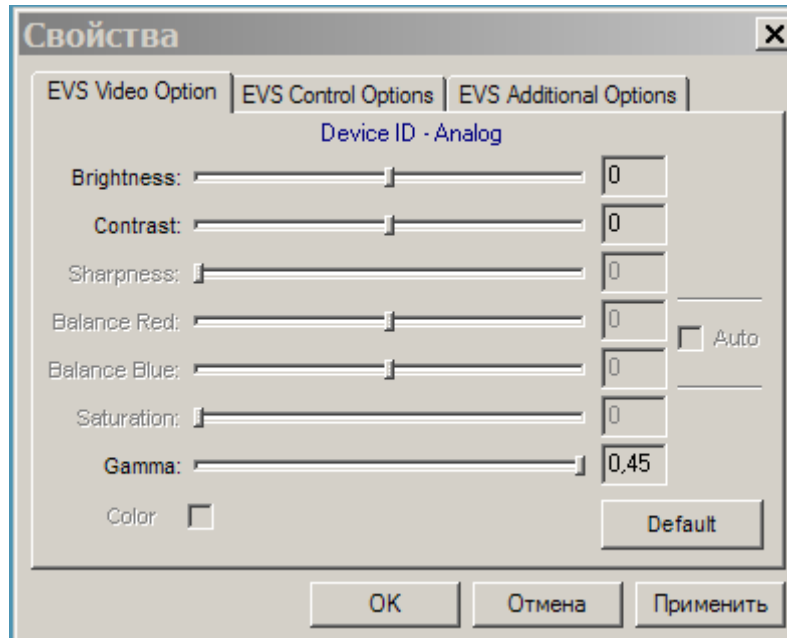 Свойства
EVS Video Option EVS Control Options EVS Additional Options
Device ID - Analog
Brightness: 0
Contrast: 0
Sharpness: 0
Balance Red: 0
Auto
Balance Blue: 0
Saturation: 0
Gamma: 0,45
Color
Default
OK Отмена Применить